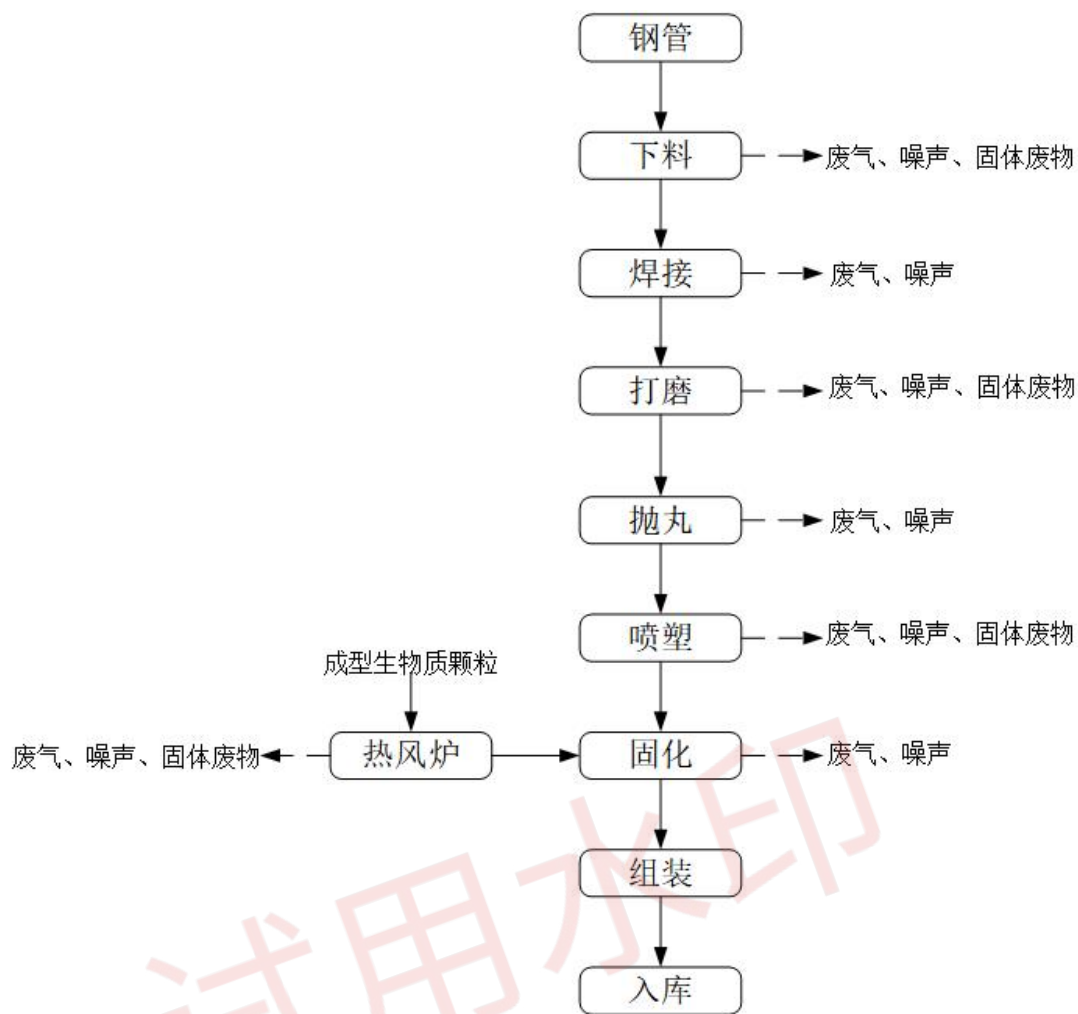 钢管
下料
废气、噪声、固体废物
焊接
废气、噪声
打磨
废气、噪声、固体废物
抛丸
废气、噪声
喷塑
废气、噪声、固体废物
成型生物质颗粒
废气、噪声、固体废物
热风炉
固化
废气、噪声
组装
入库
试用水印